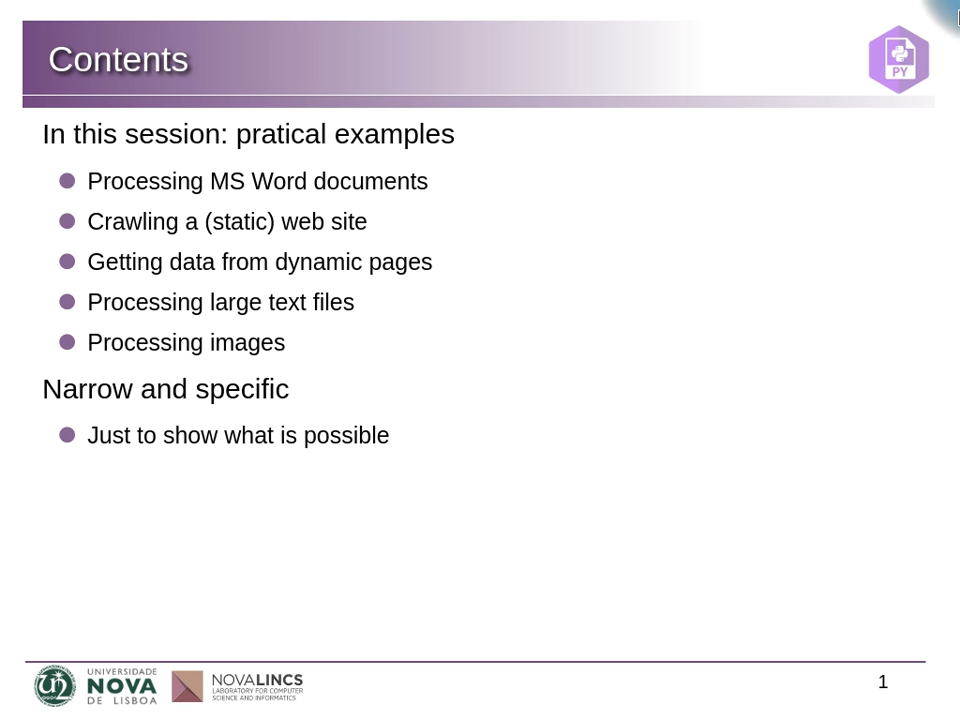 Contents
PY
In this session: pratical examples
Processing MS Word documents
Crawling a (static) web site
Getting data from dynamic pages
Processing large text files
Processing images
Narrow and specific
Just to show what is possible
UNIVERSIDADE
NOVA
DE LISBOA
NOVALINCS
LABORATORY FOR COMPUTER
SCIENCE AND INFORMATICS
1